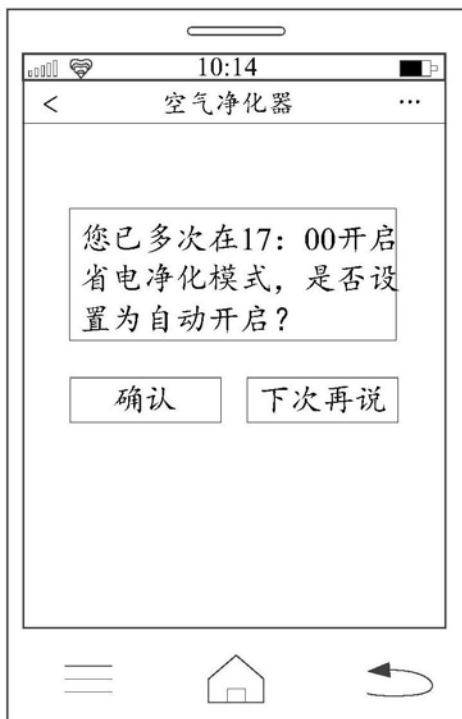 10:14
< 空气净化器 ...
您已多次在17：00开启
省电净化模式，是否设
置为自动开启？
确认 下次再说